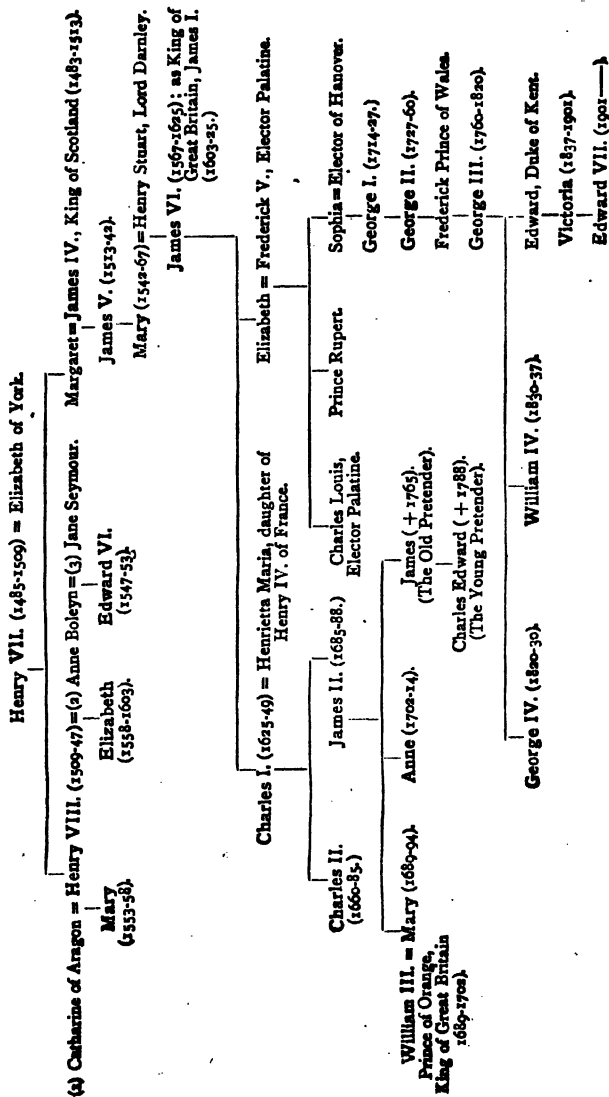 Henry VII. (1485-1509) = Elizabeth of York.
(2) Catharine of Aragon = Henry VIII. (1509-47) = (2) Anne Boleyn = (3) Jane Seymour.
Margaret = James IV., King of Scotland (1483-1513).
Mary
(1553-58).
Elizabeth
(1558-1603)
Edward VI.
(1547-53).
James V. (1513-42).
Mary (1542-67) = Henry Stuart, Lord Darnley.
James VI. (1567-1625); as King of
Great Britain, James I.
(1603-25.)
Charles I. (1625-49) = Henrietta Maria, daughter of
Henry IV. of France.
Elizabeth = Frederick V., Elector Palatine.
Charles II.
(1660-85.)
James II. (1685-88.)
Charles Louis,
Elector Palatine.
Prince Rupert.
Sophia = Elector of Hanover.
George I. (1714-27.)
George II. (1727-60).
Frederick Prince of Wales.
George III. (1760-1820).
William III. = Mary (1689-94).
Prince of Orange,
King of Great Britain
1689-1702).
Anne (1702-14).
James ( + 1765).
(The Old Pretender).
Charles Edward ( + 1788).
(The Young Pretender).
George IV. (1820-30).
William IV. (1830-37).
Edward, Duke of Kent.
Victoria (1837-1901).
Edward VII. (1901——).